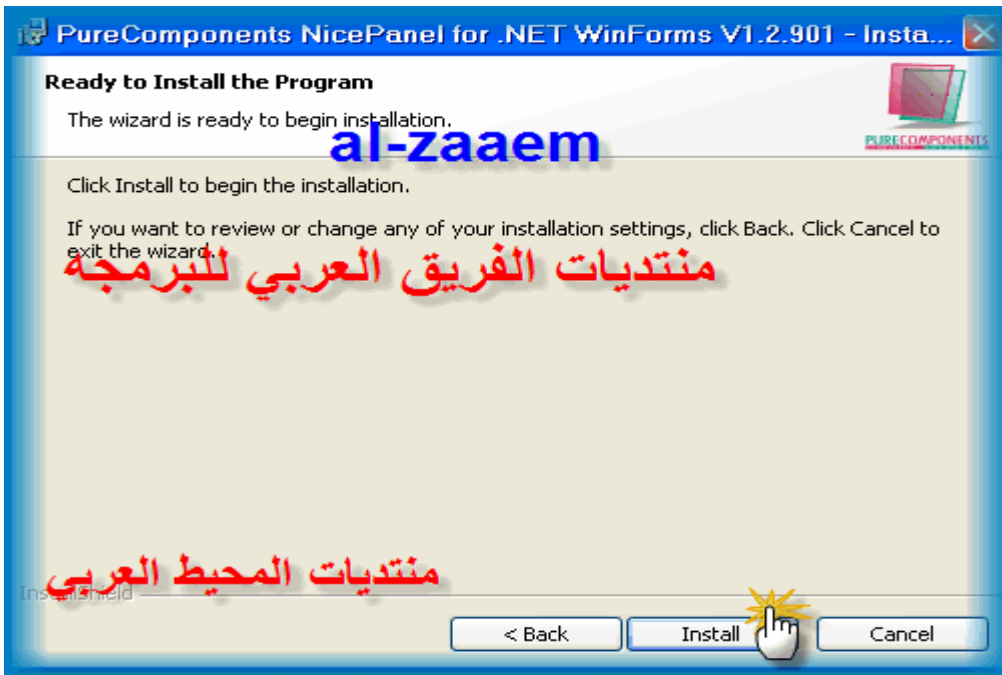 PureComponents NicePanel for .NET WinForms V1.2.901 - Insta...
Ready to Install the Program
The wizard is ready to begin installation.
al-zaaem
PURECOMPONENTS
Click Install to begin the installation.
If you want to review or change any of your installation settings, click Back. Click Cancel to
exit the wizard.
منتديات الفريق العربي للبرمجه
منتديات المحيط العربي
InstallShield
< Back
Install
Cancel